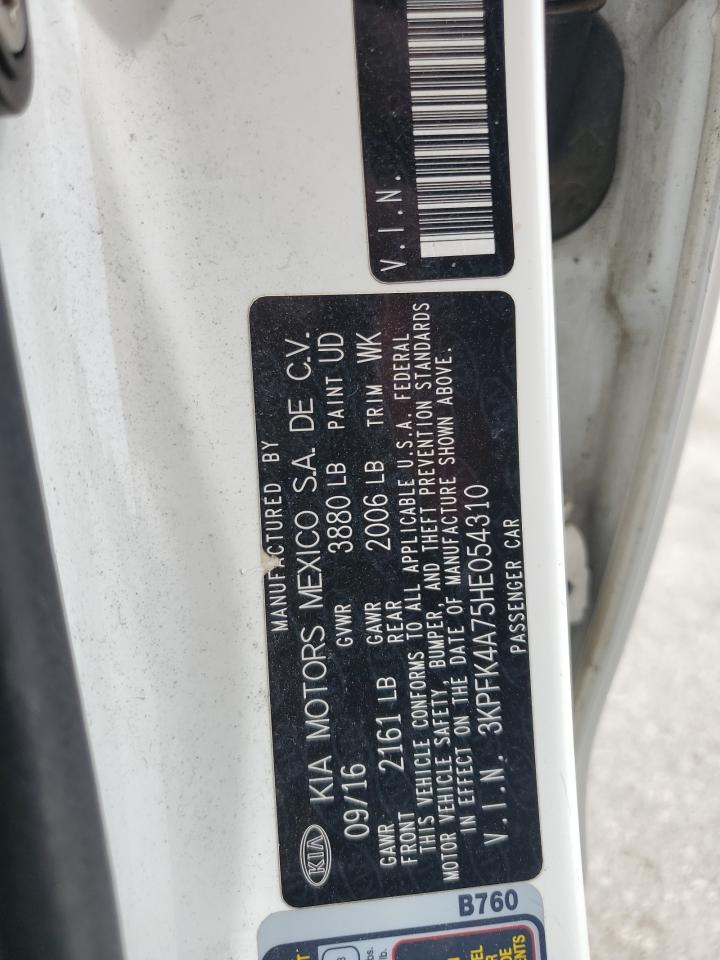 V.I.N.
MANUFACTURED BY
KIA KIA MOTORS MEXICO S.A. DE C.V.
09/16 GVWR 3880 LB PAINT UD
GAWR FRONT 2161 LB GAWR REAR 2006 LB TRIM WK
THIS VEHICLE CONFORMS TO ALL APPLICABLE U.S.A. FEDERAL
MOTOR VEHICLE SAFETY, BUMPER, AND THEFT PREVENTION STANDARDS
IN EFFECT ON THE DATE OF MANUFACTURE SHOWN ABOVE.
V.I.N. 3KPFK4A75HE054310
PASSENGER CAR
B760